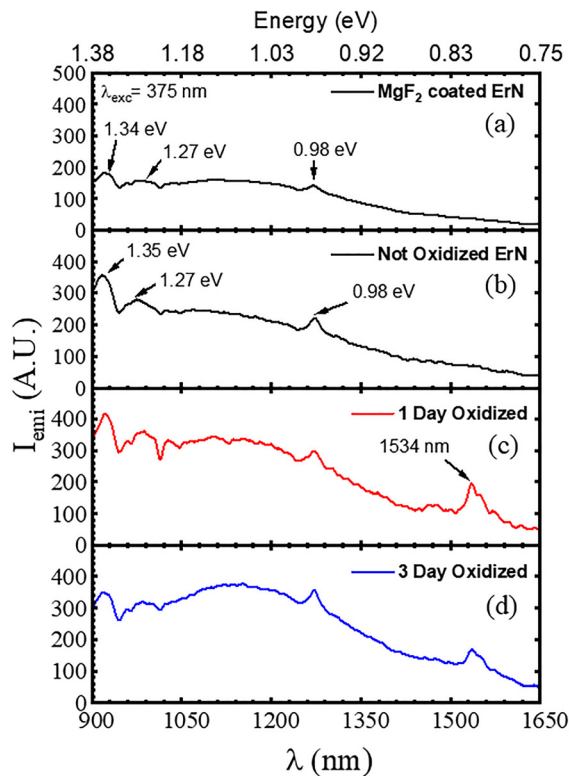 Energy (eV)
1.38 1.18 1.03 0.92 0.83 0.75
500
400
300
200
100
0
λexc= 375 nm
MgF2 coated ErN
(a)
1.34 eV
1.27 eV
0.98 eV
400
300
200
100
0
Not Oxidized ErN
(b)
1.35 eV
1.27 eV
0.98 eV
400
300
200
100
0
1 Day Oxidized
(c)
1534 nm
400
300
200
100
0
3 Day Oxidized
(d)
Iemi (A.U.)
900 1050 1200 1350 1500 1650
λ (nm)